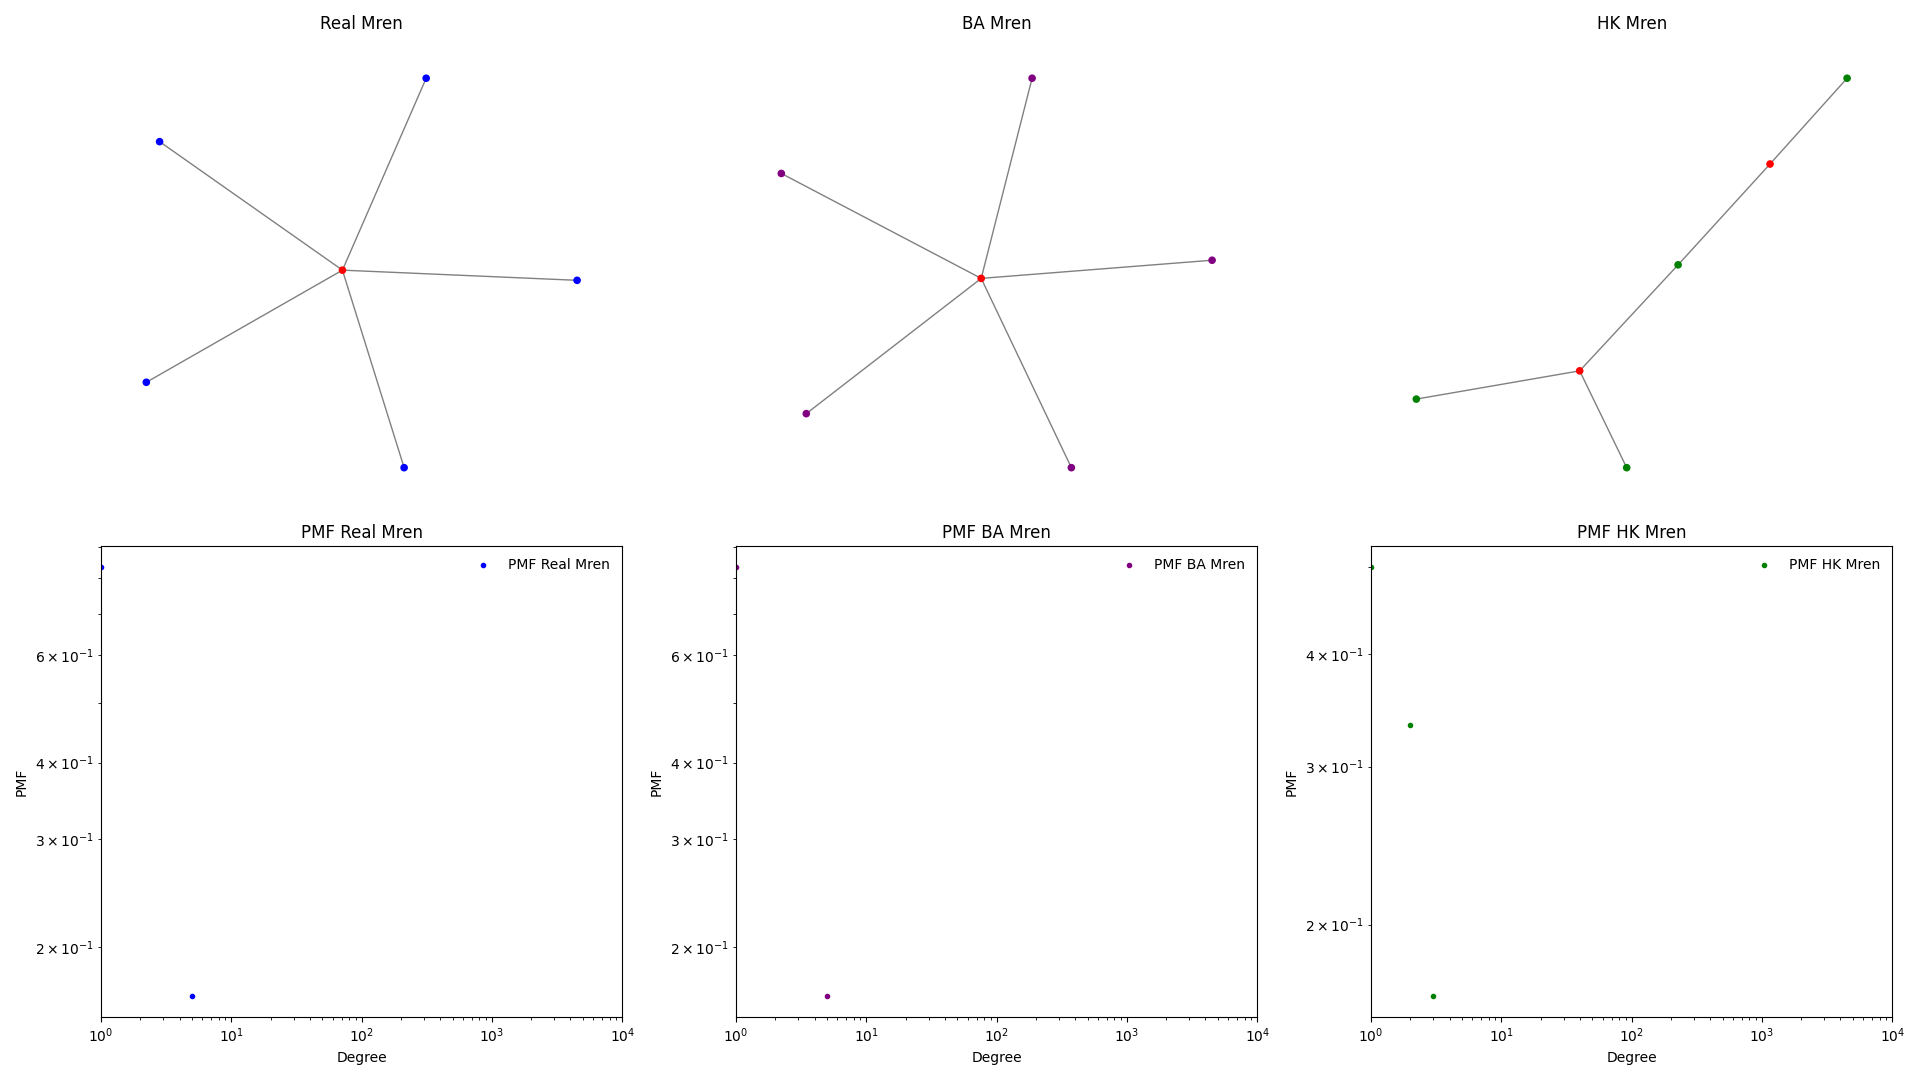 Real Mren
BA Mren
HK Mren
PMF Real Mren
PMF Real Mren
6 × 10⁻¹
4 × 10⁻¹
3 × 10⁻¹
2 × 10⁻¹
PMF
10⁰ 10¹ 10² 10³ 10⁴
Degree
PMF BA Mren
PMF BA Mren
6 × 10⁻¹
4 × 10⁻¹
3 × 10⁻¹
2 × 10⁻¹
PMF
10⁰ 10¹ 10² 10³ 10⁴
Degree
PMF HK Mren
PMF HK Mren
4 × 10⁻¹
3 × 10⁻¹
2 × 10⁻¹
PMF
10⁰ 10¹ 10² 10³ 10⁴
Degree